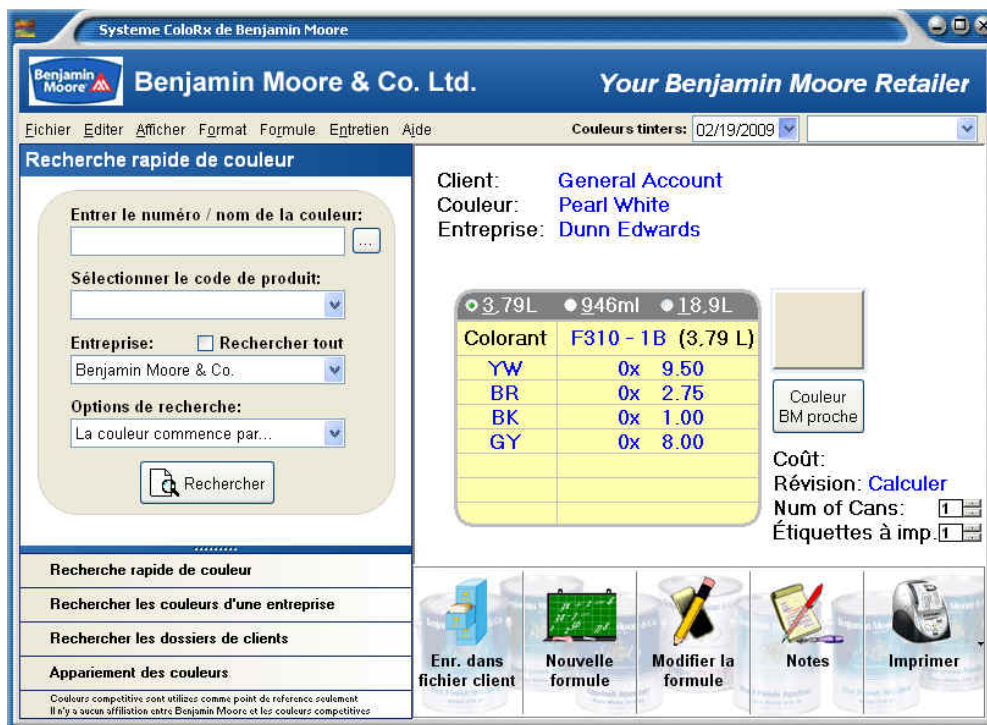 Systeme ColoRx de Benjamin Moore
Benjamin Moore
Benjamin Moore & Co. Ltd.
Your Benjamin Moore Retailer
Fichier Editer Afficher Format Formule Entretien Aide
Couleurs tinters: 02/19/2009
Recherche rapide de couleur
Entrer le numéro / nom de la couleur:
...
Sélectionner le code de produit:
Entreprise: Rechercher tout
Benjamin Moore & Co.
Options de recherche:
La couleur commence par...
Rechercher
Recherche rapide de couleur
Rechercher les couleurs d'une entreprise
Rechercher les dossiers de clients
Appariement des couleurs
Couleurs competitive sont utilizes comme point de reference seulement
Il n'y a aucun affiliation entre Benjamin Moore et les couleurs competitives
Client: General Account
Couleur: Pearl White
Entreprise: Dunn Edwards
3,79L 946ml 18,9L
Colorant F310 - 1B (3,79 L)
YW 0x 9.50
BR 0x 2.75
BK 0x 1.00
GY 0x 8.00
Couleur
BM proche
Coût:
Révision: Calculer
Num of Cans: 1
Étiquettes à imp. 1
Enr. dans
fichier client
Nouvelle
formule
Modifier la
formule
Notes
Imprimer